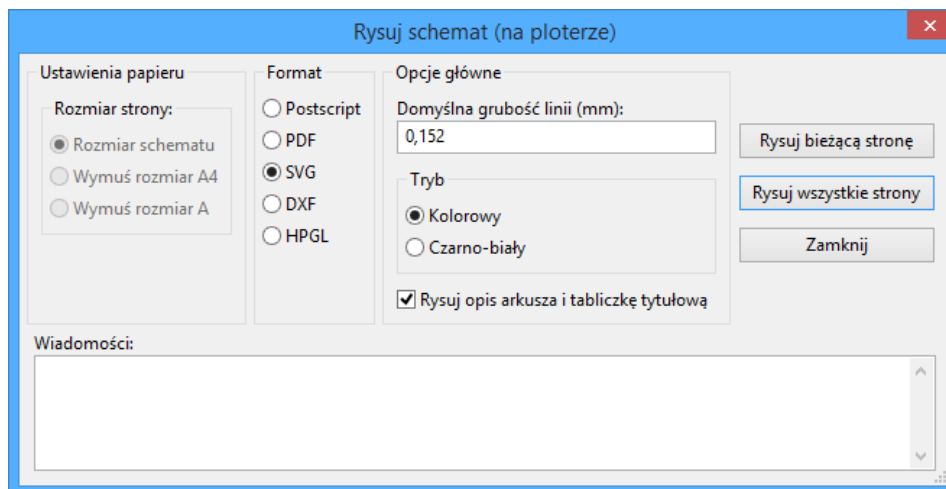 Rysuj schemat (na ploterze)
Ustawienia papieru
Rozmiar strony:
Rozmiar schematu
Wymuś rozmiar A4
Wymuś rozmiar A
Format
Postscript
PDF
SVG
DXF
HPGL
Opcje główne
Domyślna grubość linii (mm):
0,152
Tryb
Kolorowy
Czarno-biały
Rysuj opis arkusza i tabliczkę tytułową
Rysuj bieżącą stronę
Rysuj wszystkie strony
Zamknij
Wiadomości: